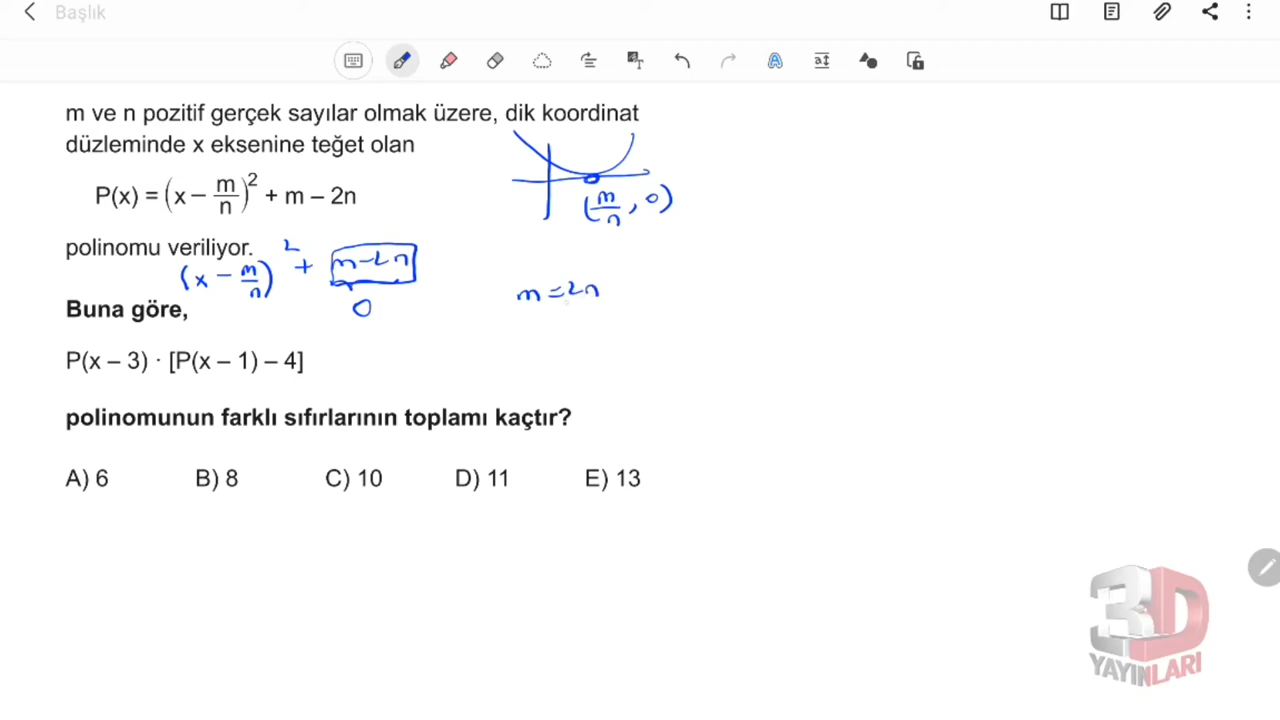 Başlık
m ve n pozitif gerçek sayılar olmak üzere, dik koordinat
düzleminde x eksenine teğet olan
P(x) = (x – m/n)² + m – 2n
(m/n, 0)
polinomu veriliyor.
(x – m/n)² + m–2n
0
m = 2n
Buna göre,
P(x – 3) · [P(x – 1) – 4]
polinomunun farklı sıfırlarının toplamı kaçtır?
A) 6 B) 8 C) 10 D) 11 E) 13
3D
YAYINLARI